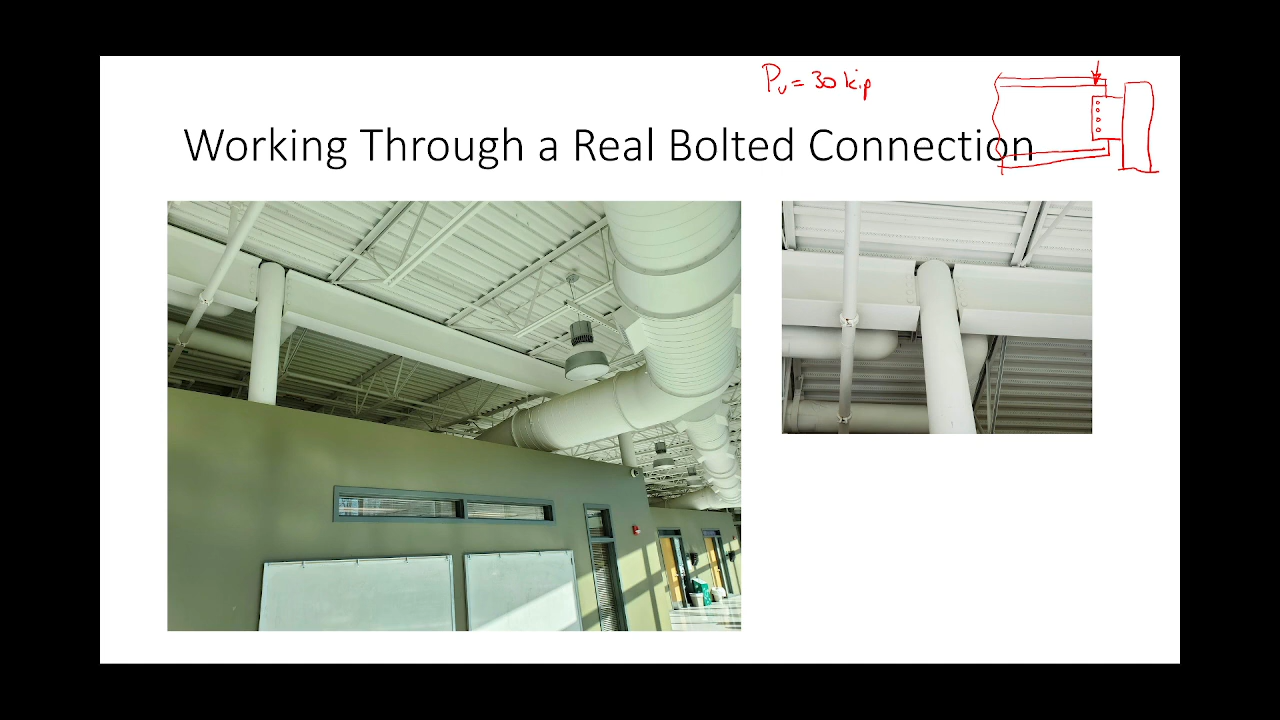 Pu = 30 kip
Working Through a Real Bolted Connection